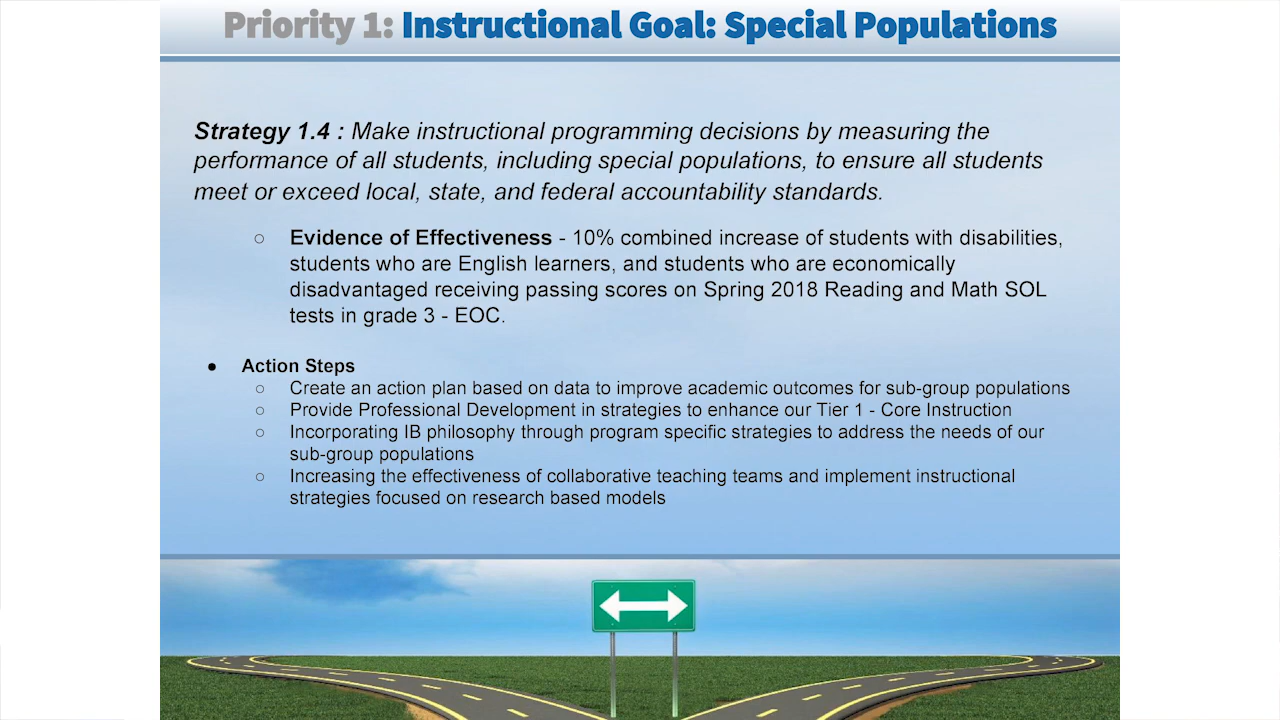 Priority 1: Instructional Goal: Special Populations
Strategy 1.4 : Make instructional programming decisions by measuring the
performance of all students, including special populations, to ensure all students
meet or exceed local, state, and federal accountability standards.
○ Evidence of Effectiveness - 10% combined increase of students with disabilities,
students who are English learners, and students who are economically
disadvantaged receiving passing scores on Spring 2018 Reading and Math SOL
tests in grade 3 - EOC.
● Action Steps
○ Create an action plan based on data to improve academic outcomes for sub-group populations
○ Provide Professional Development in strategies to enhance our Tier 1 - Core Instruction
○ Incorporating IB philosophy through program specific strategies to address the needs of our
sub-group populations
○ Increasing the effectiveness of collaborative teaching teams and implement instructional
strategies focused on research based models